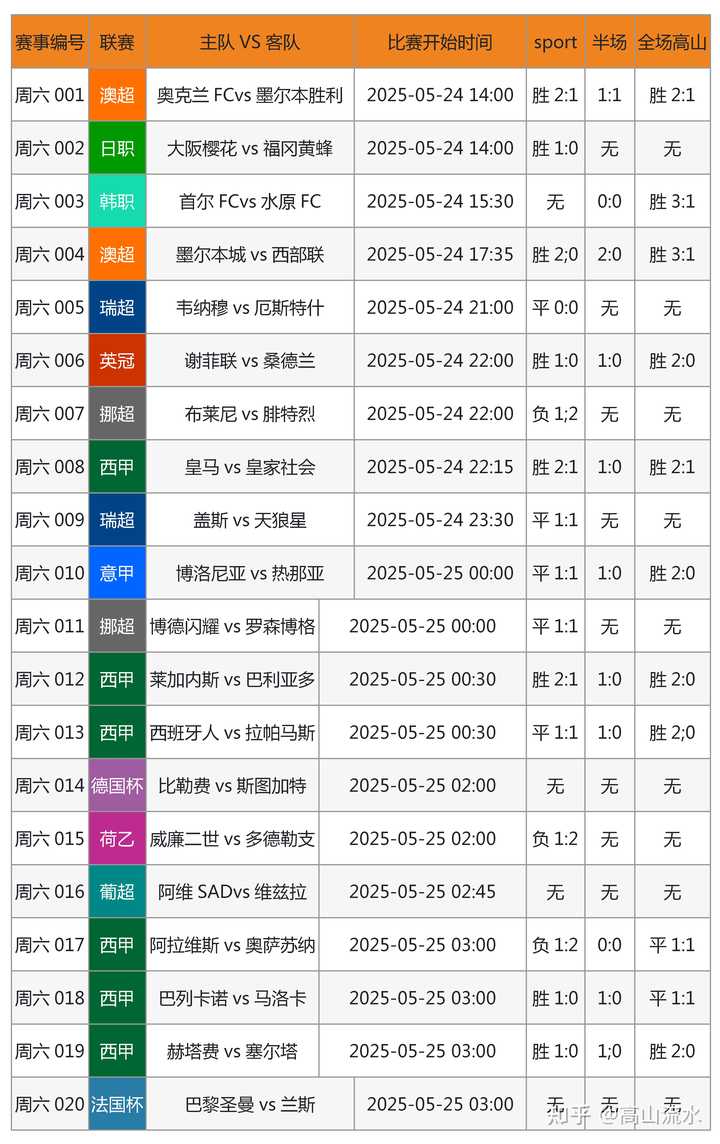 赛事编号 联赛 主队 VS 客队 比赛开始时间 sport 半场 全场高山
周六 001 澳超 奥克兰 FCvs 墨尔本胜利 2025-05-24 14:00 胜 2:1 1:1 胜 2:1
周六 002 日职 大阪樱花 vs 福冈黄蜂 2025-05-24 14:00 胜 1:0 无 无
周六 003 韩职 首尔 FCvs 水原 FC 2025-05-24 15:30 无 0:0 胜 3:1
周六 004 澳超 墨尔本城 vs 西部联 2025-05-24 17:35 胜 2;0 2:0 胜 3:1
周六 005 瑞超 韦纳穆 vs 厄斯特什 2025-05-24 21:00 平 0:0 无 无
周六 006 英冠 谢菲联 vs 桑德兰 2025-05-24 22:00 胜 1:0 1:0 胜 2:0
周六 007 挪超 布莱尼 vs 腓特烈 2025-05-24 22:00 负 1;2 无 无
周六 008 西甲 皇马 vs 皇家社会 2025-05-24 22:15 胜 2:1 1:0 胜 2:1
周六 009 瑞超 盖斯 vs 天狼星 2025-05-24 23:30 平 1:1 无 无
周六 010 意甲 博洛尼亚 vs 热那亚 2025-05-25 00:00 平 1:1 1:0 胜 2:0
周六 011 挪超 博德闪耀 vs 罗森博格 2025-05-25 00:00 平 1:1 无 无
周六 012 西甲 莱加内斯 vs 巴利亚多 2025-05-25 00:30 胜 2:1 1:0 胜 2:0
周六 013 西甲 西班牙人 vs 拉帕马斯 2025-05-25 00:30 平 1:1 1:0 胜 2;0
周六 014 德国杯 比勒费 vs 斯图加特 2025-05-25 02:00 无 无 无
周六 015 荷乙 威廉二世 vs 多德勒支 2025-05-25 02:00 负 1:2 无 无
周六 016 葡超 阿维 SADvs 维兹拉 2025-05-25 02:45 无 无 无
周六 017 西甲 阿拉维斯 vs 奥萨苏纳 2025-05-25 03:00 负 1:2 0:0 平 1:1
周六 018 西甲 巴列卡诺 vs 马洛卡 2025-05-25 03:00 胜 1:0 1:0 平 1:1
周六 019 西甲 赫塔费 vs 塞尔塔 2025-05-25 03:00 胜 1:0 1;0 胜 2:0
周六 020 法国杯 巴黎圣曼 vs 兰斯 2025-05-25 03:00 无 无 无
知乎 @高山流水